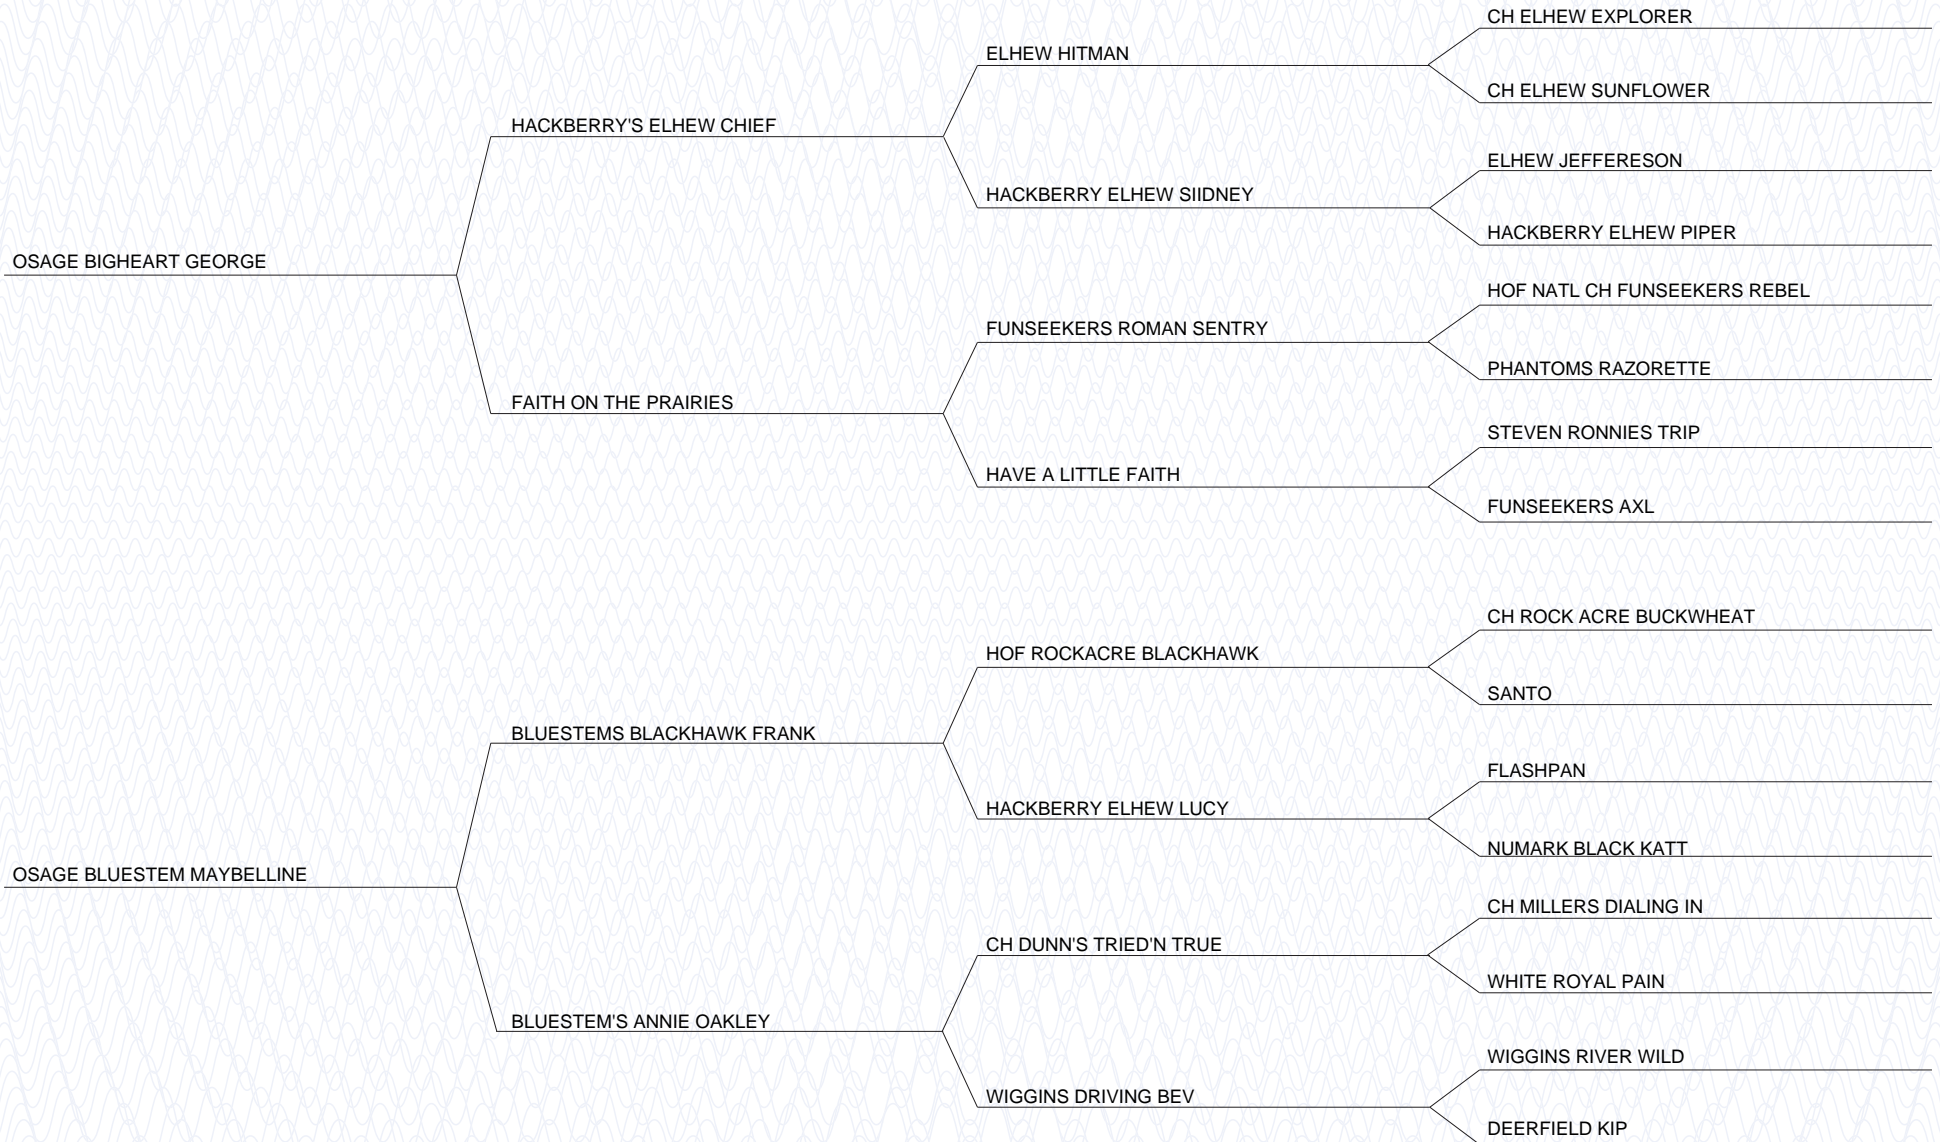 CH ELHEW EXPLORER
ELHEW HITMAN
CH ELHEW SUNFLOWER
HACKBERRY'S ELHEW CHIEF
ELHEW JEFFERESON
HACKBERRY ELHEW SIIDNEY
HACKBERRY ELHEW PIPER
OSAGE BIGHEART GEORGE
HOF NATL CH FUNSEEKERS REBEL
FUNSEEKERS ROMAN SENTRY
PHANTOMS RAZORETTE
FAITH ON THE PRAIRIES
STEVEN RONNIES TRIP
HAVE A LITTLE FAITH
FUNSEEKERS AXL
CH ROCK ACRE BUCKWHEAT
HOF ROCKACRE BLACKHAWK
SANTO
BLUESTEMS BLACKHAWK FRANK
FLASHPAN
HACKBERRY ELHEW LUCY
NUMARK BLACK KATT
OSAGE BLUESTEM MAYBELLINE
CH MILLERS DIALING IN
CH DUNN'S TRIED'N TRUE
WHITE ROYAL PAIN
BLUESTEM'S ANNIE OAKLEY
WIGGINS RIVER WILD
WIGGINS DRIVING BEV
DEERFIELD KIP